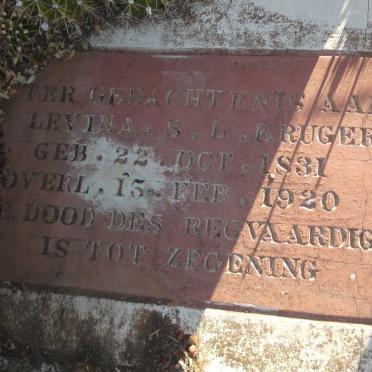 TER GEDACHTENIS AAN
LEVINA . S . L . KRUGER
GEB . 22 . OCT . 1831
OVERL . 15 . FEB . 1920
DE DOOD DES REGVAARDIG
IS TOT ZEGENING